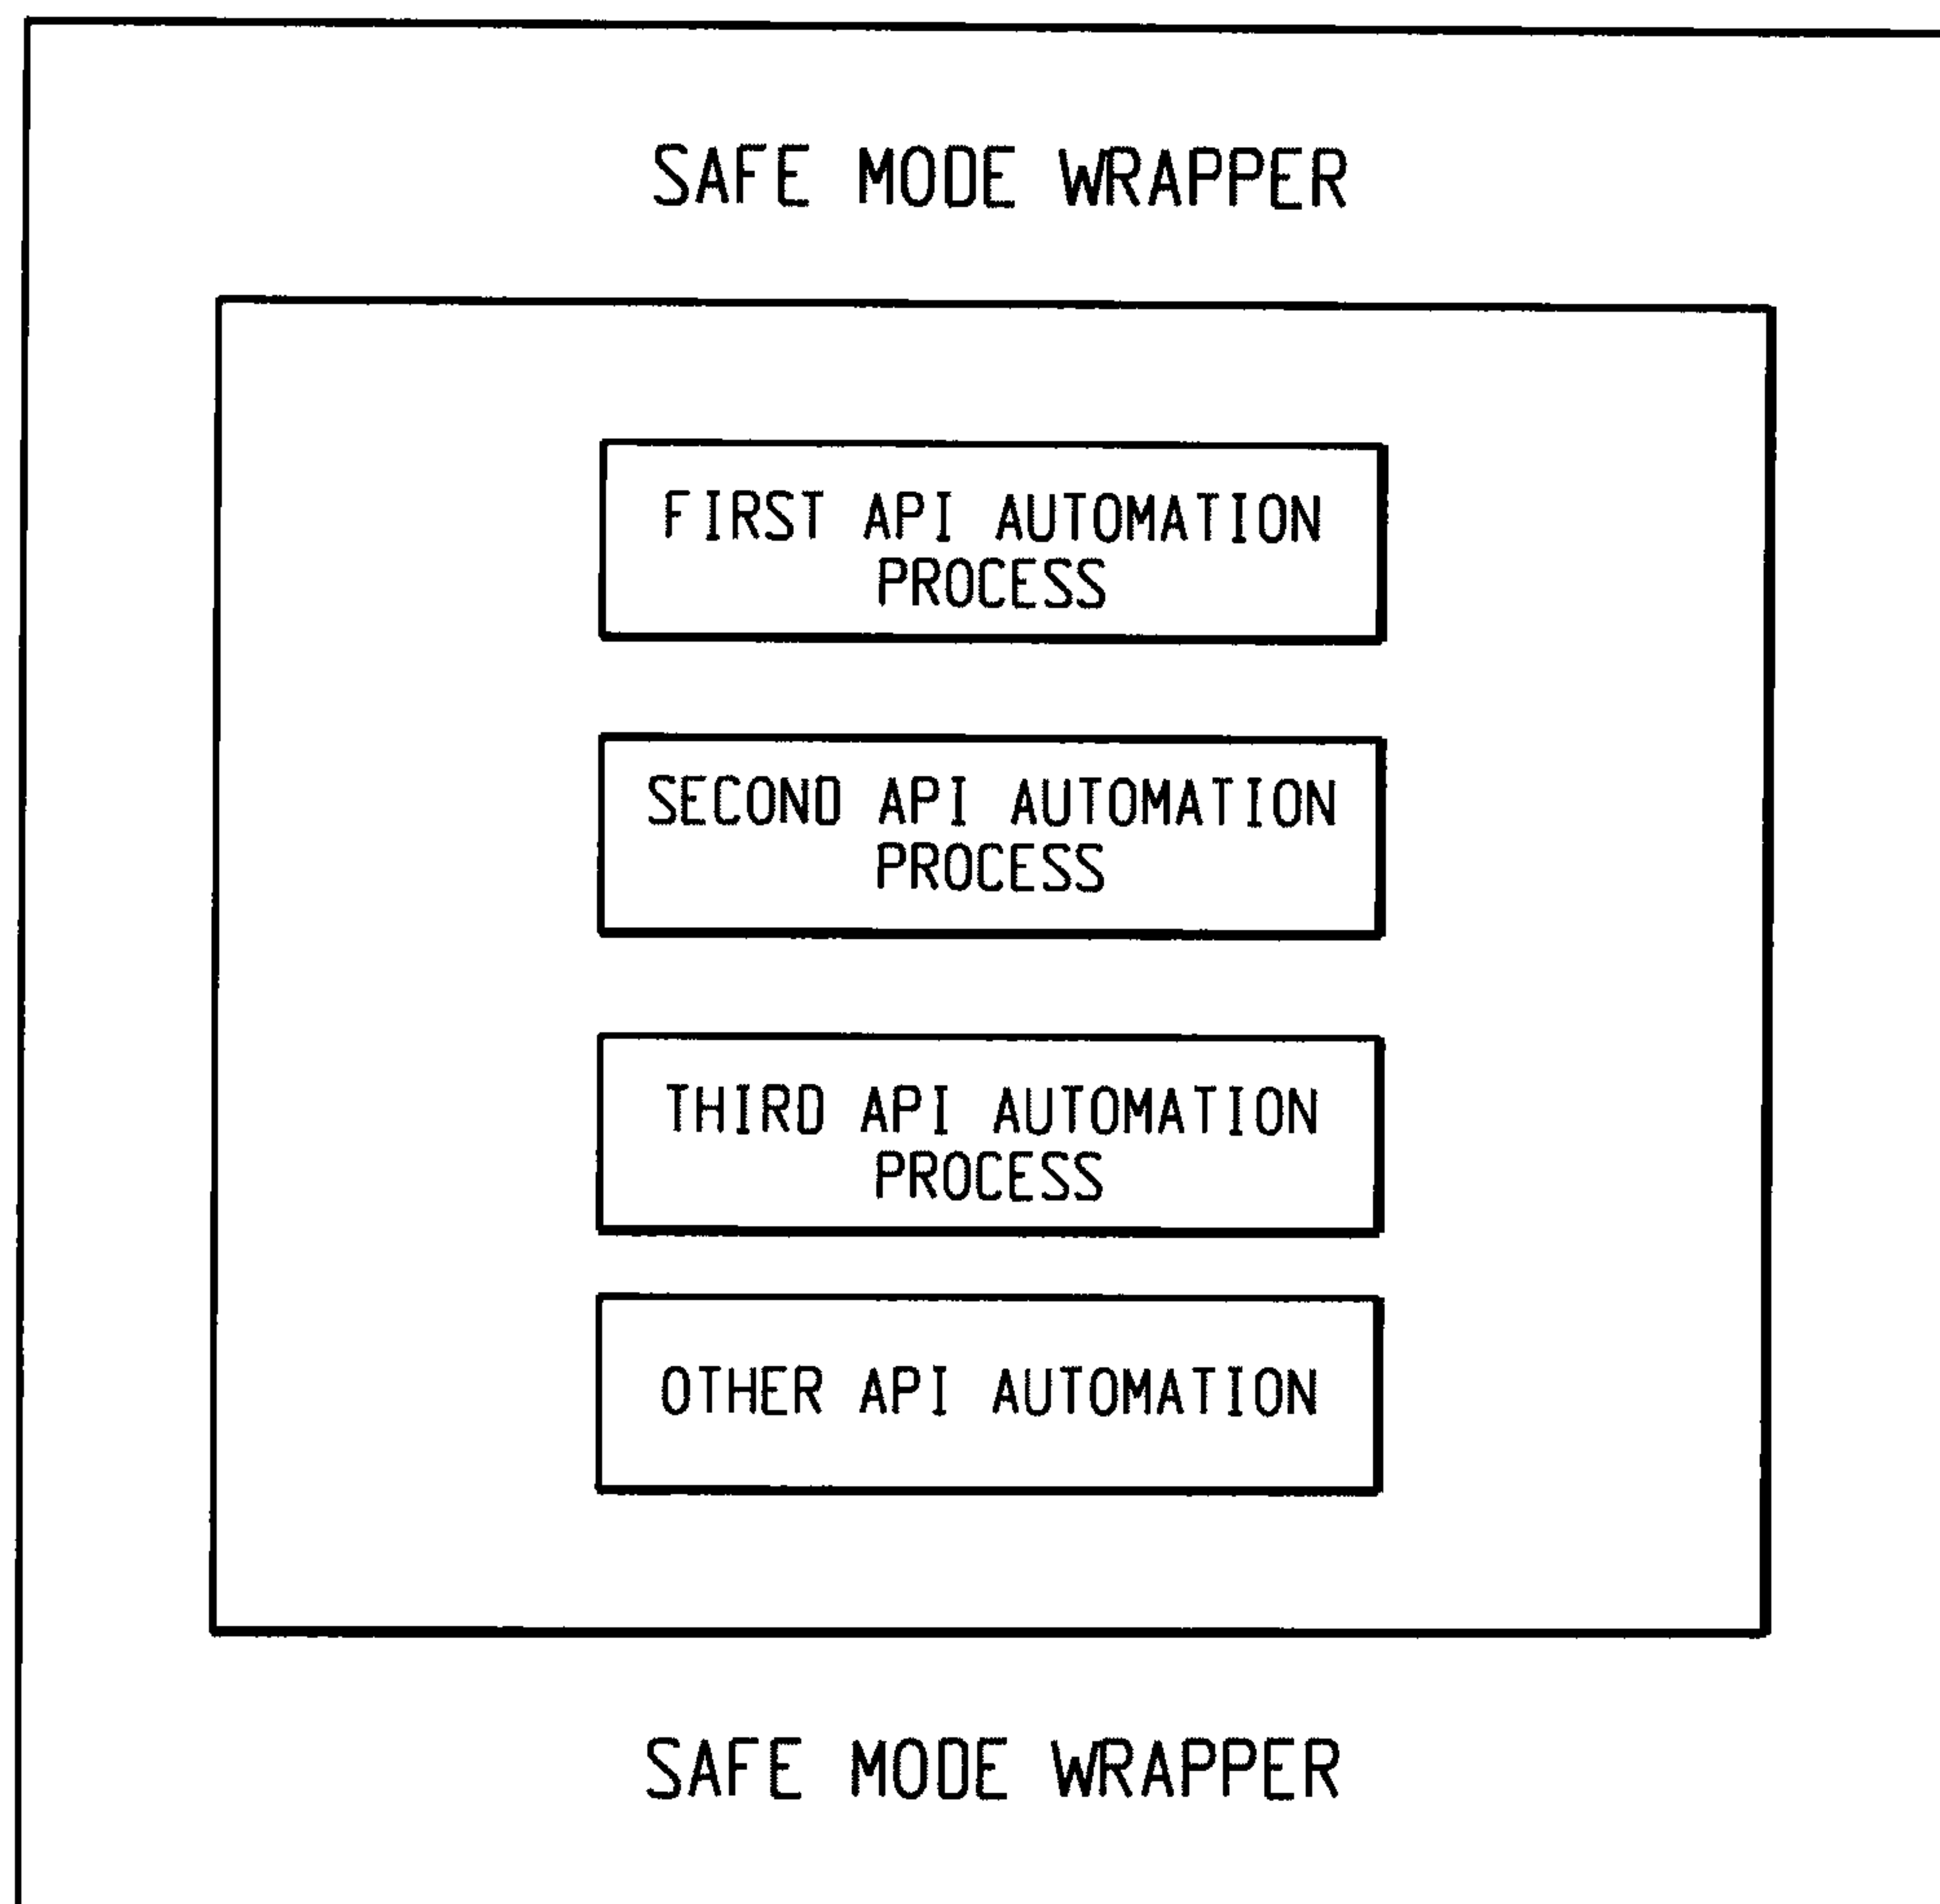 SAFE MODE WRAPPER
FIRST API AUTOMATION
PROCESS
SECOND API AUTOMATION
PROCESS
THIRD API AUTOMATION
PROCESS
OTHER API AUTOMATION
SAFE MODE WRAPPER